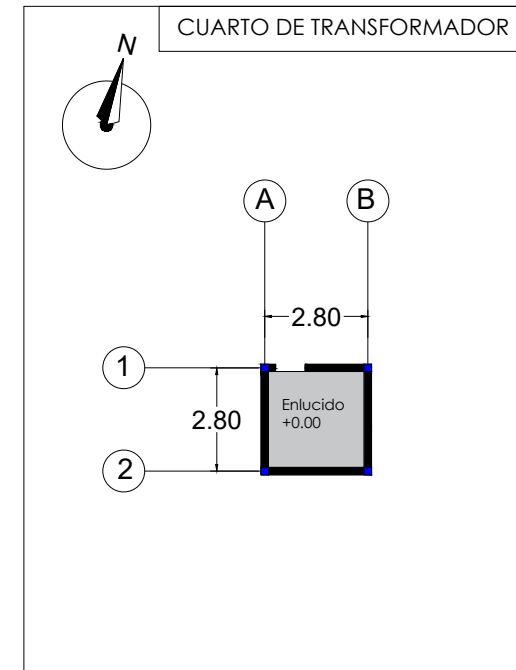 CUARTO DE TRANSFORMADOR
N
A
B
2.80
1
2.80
Enlucido
+0.00
2